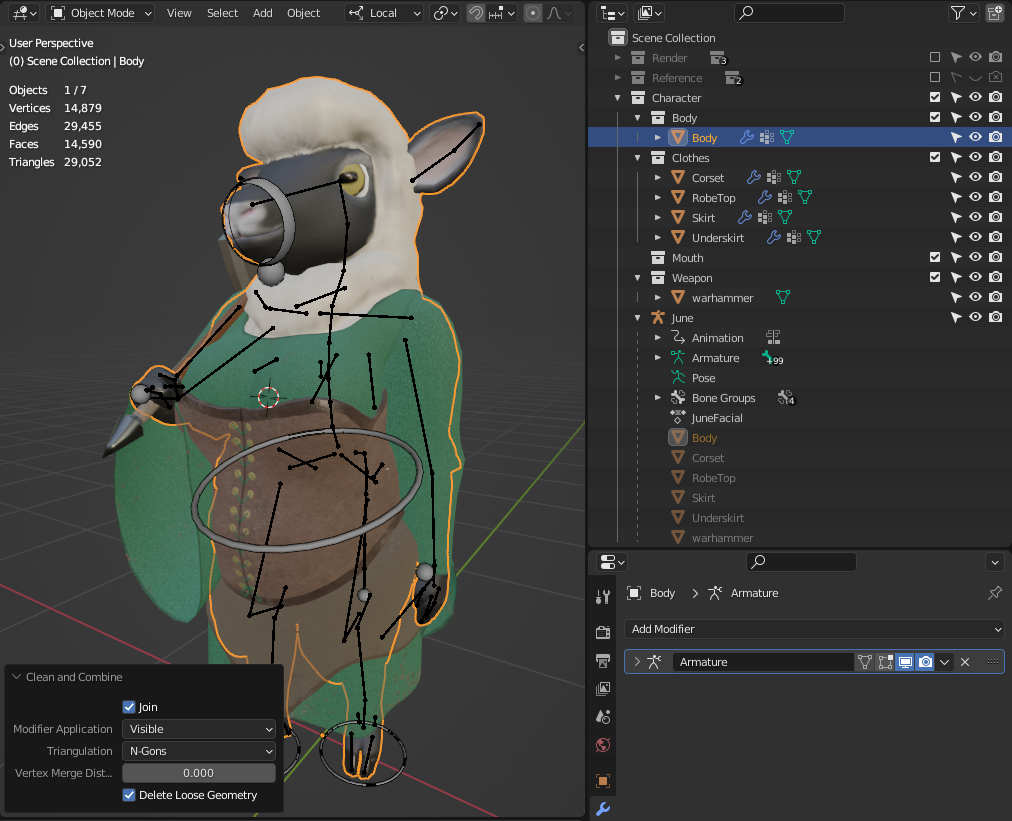 Object Mode View Select Add Object Local
User Perspective
(0) Scene Collection | Body
Objects 1 / 7
Vertices 14,879
Edges 29,455
Faces 14,590
Triangles 29,052
Clean and Combine
Join
Modifier Application Visible
Triangulation N-Gons
Vertex Merge Dist... 0.000
Delete Loose Geometry
Scene Collection
Render 3
Reference 2
Character
Body
Body
Clothes
Corset
RobeTop
Skirt
Underskirt
Mouth
Weapon
warhammer
June
Animation
Armature +99
Pose
Bone Groups 4
JuneFacial
Body
Corset
RobeTop
Skirt
Underskirt
warhammer
Body Armature
Add Modifier
Armature